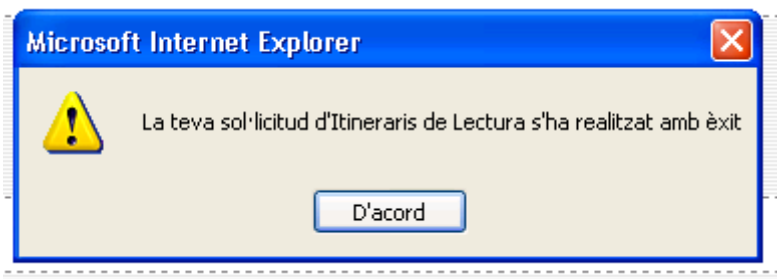 Microsoft Internet Explorer
La teva sol·licitud d'Itineraris de Lectura s'ha realitzat amb èxit
D'acord